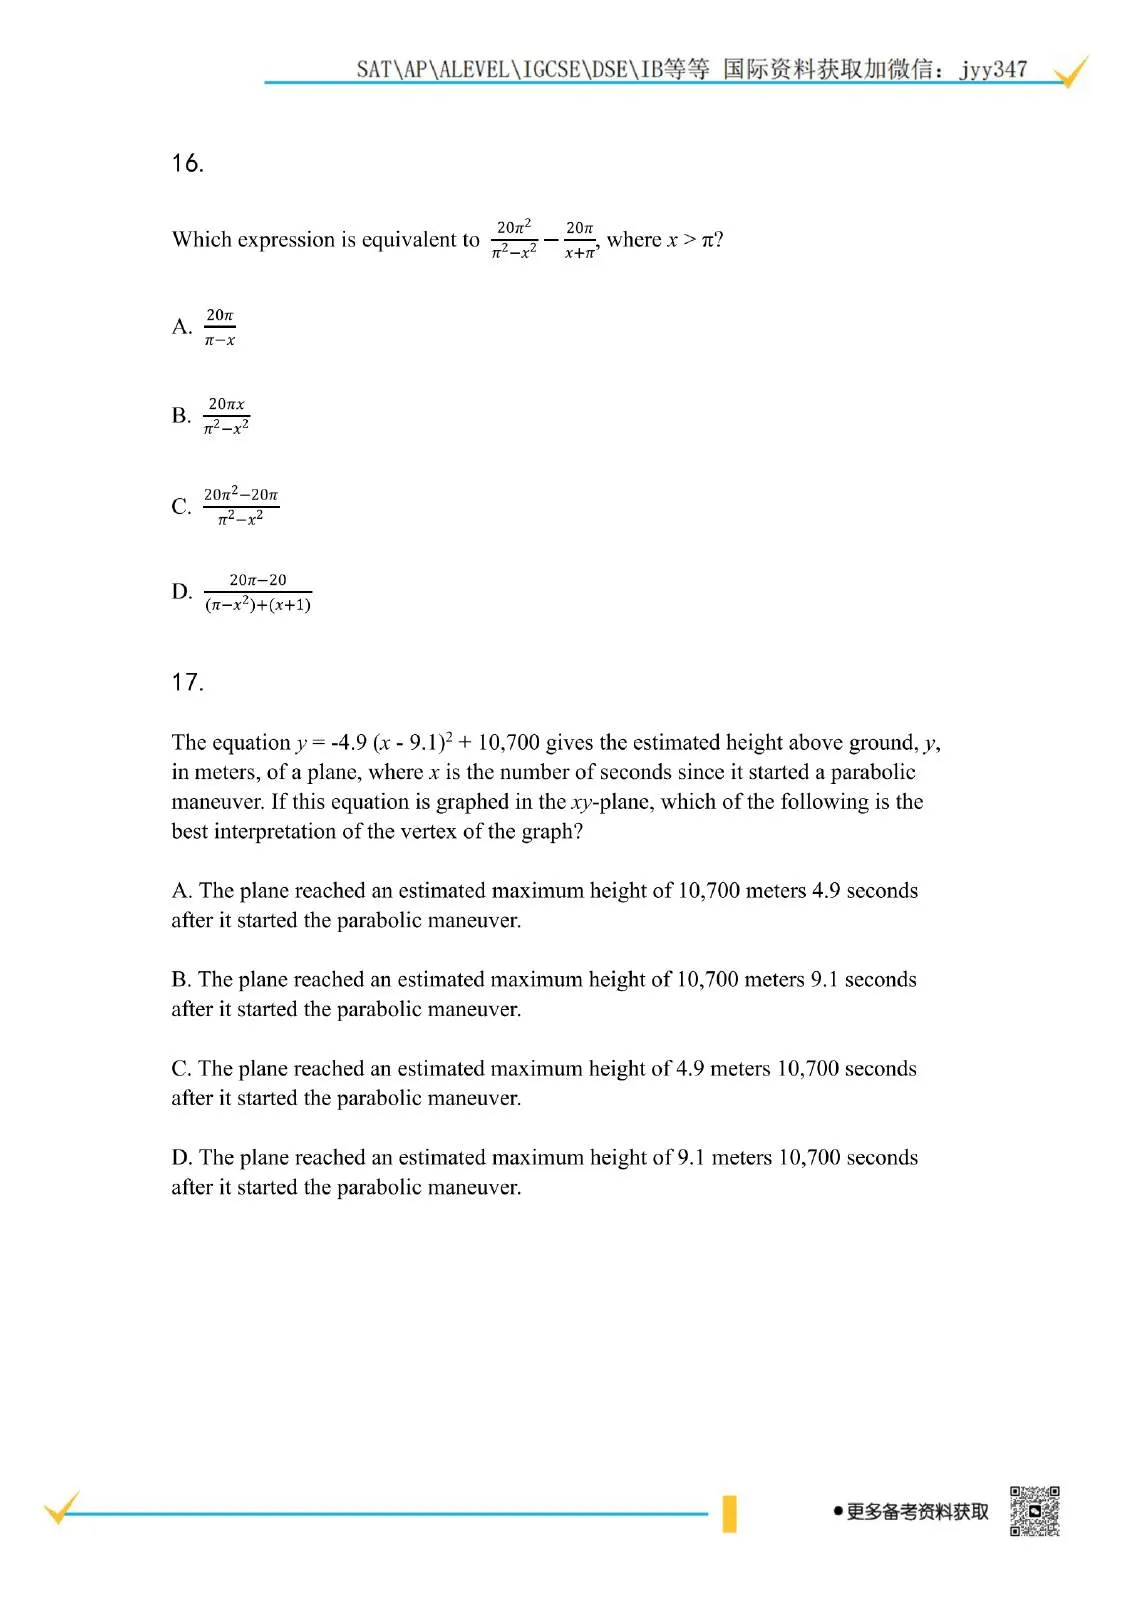 SAT\AP\ALEVEL\IGCSE\DSE\IB等等 国际资料获取加微信：jyy347
16.
Which expression is equivalent to 20π²/(π²−x²) − 20π/(x+π), where x > π?
A. 20π/(π−x)
B. 20πx/(π²−x²)
C. (20π²−20π)/(π²−x²)
D. (20π−20)/((π−x²)+(x+1))
17.
The equation y = -4.9 (x - 9.1)² + 10,700 gives the estimated height above ground, y,
in meters, of a plane, where x is the number of seconds since it started a parabolic
maneuver. If this equation is graphed in the xy-plane, which of the following is the
best interpretation of the vertex of the graph?
A. The plane reached an estimated maximum height of 10,700 meters 4.9 seconds
after it started the parabolic maneuver.
B. The plane reached an estimated maximum height of 10,700 meters 9.1 seconds
after it started the parabolic maneuver.
C. The plane reached an estimated maximum height of 4.9 meters 10,700 seconds
after it started the parabolic maneuver.
D. The plane reached an estimated maximum height of 9.1 meters 10,700 seconds
after it started the parabolic maneuver.
●更多备考资料获取